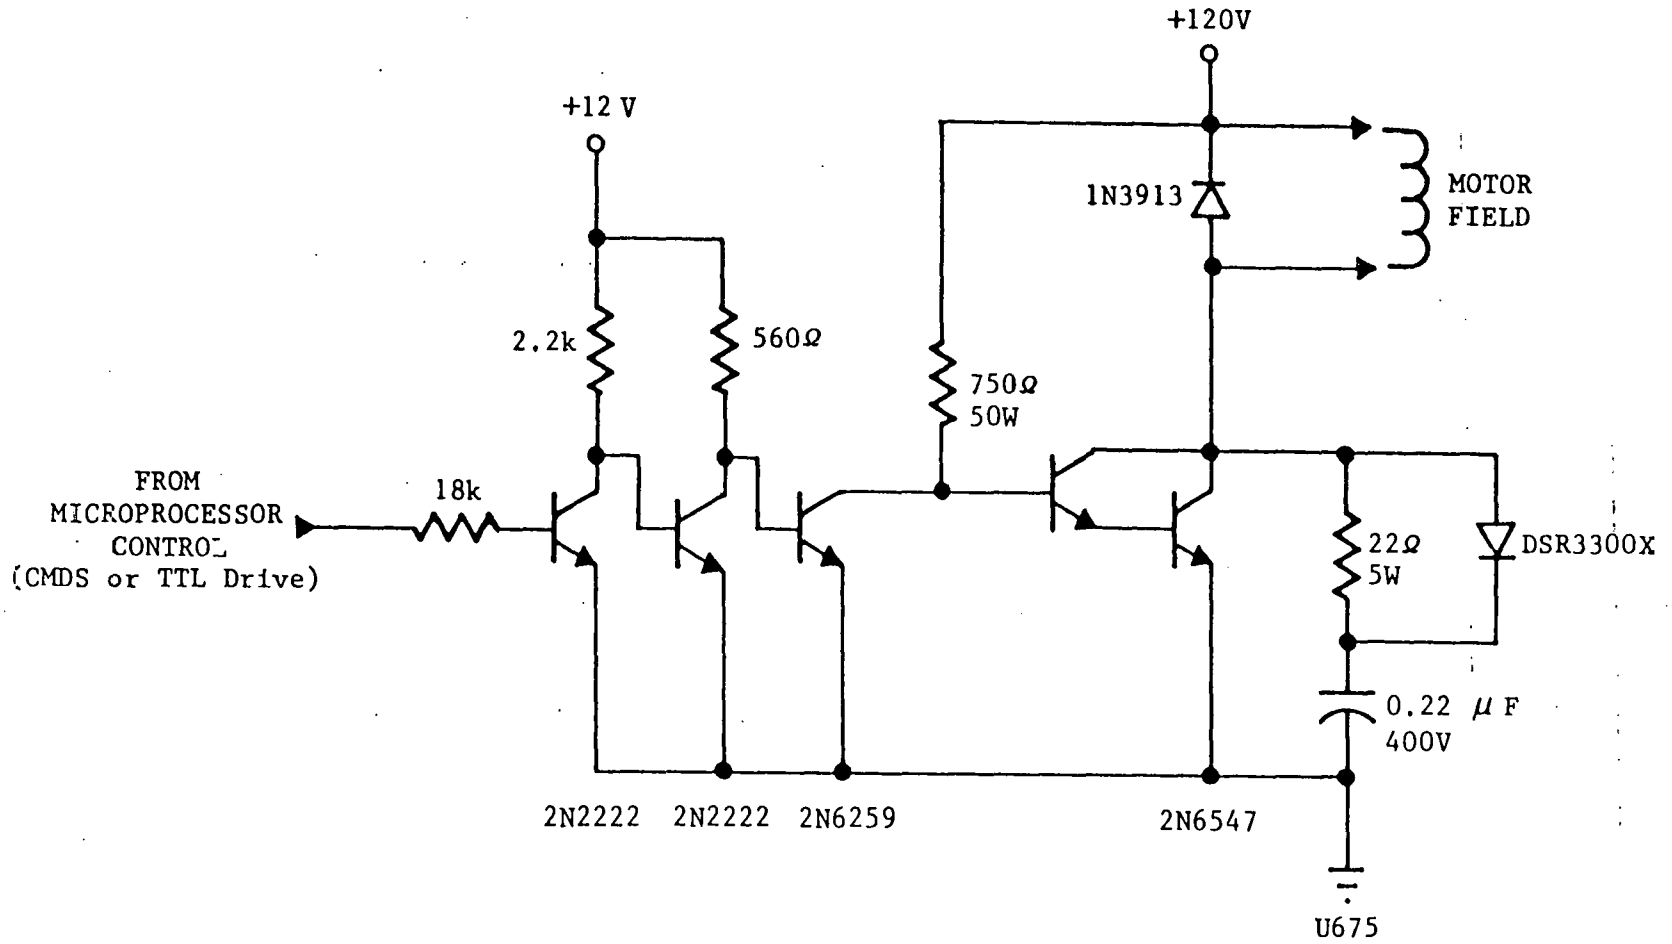 +120V
+12 V
1N3913
MOTOR
FIELD
2.2k
560Ω
750Ω
50W
FROM
MICROPROCESSOR
CONTROL
(CMDS or TTL Drive)
18k
22Ω
5W
DSR3300X
0.22 μF
400V
2N2222
2N2222
2N6259
2N6547
U675